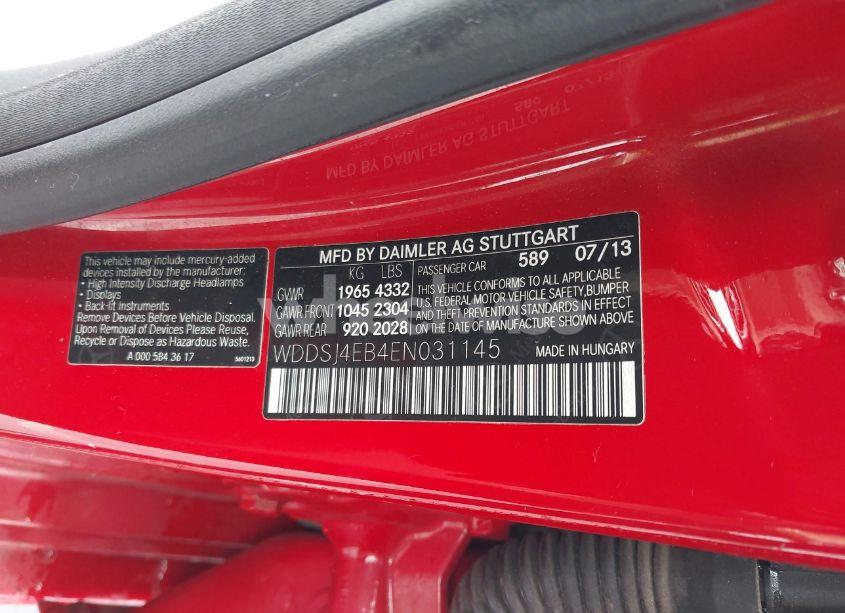 MFD BY DAIMLER AG STUTTGART
This vehicle may include mercury-added
devices installed by the manufacturer:
- High Intensity Discharge Headlamps
- Displays
- Back-lit Instruments
Remove Devices Before Vehicle Disposal.
Upon Removal of Devices Please Reuse,
Recycle or Dispose as Hazardous Waste.
A 000 584 36 17
5601213
MFD BY DAIMLER AG STUTTGART 589 07/13
KG LBS PASSENGER CAR
GVWR 1965 4332
GAWR FRONT 1045 2304
GAWR REAR 920 2028
THIS VEHICLE CONFORMS TO ALL APPLICABLE
U.S. FEDERAL MOTOR VEHICLE SAFETY, BUMPER
AND THEFT PREVENTION STANDARDS IN EFFECT
ON THE DATE OF MANUFACTURE SHOWN ABOVE.
WDDSJ4EB4EN031145 MADE IN HUNGARY